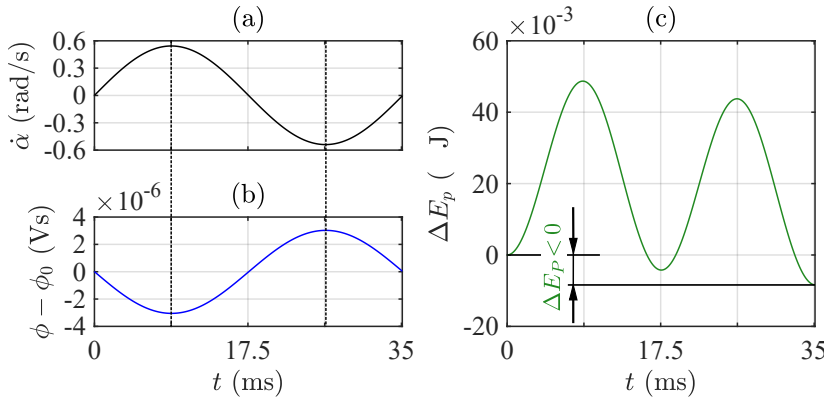 (a)
0.6
0.3
0
-0.3
-0.6
α̇ (rad/s)
(b)
×10⁻⁶
4
2
0
-2
-4
ϕ − ϕ₀ (Vs)
0 17.5 35
t (ms)
(c)
×10⁻³
60
40
20
0
-20
ΔEₚ ( J)
ΔE_P < 0
0 17.5 35
t (ms)